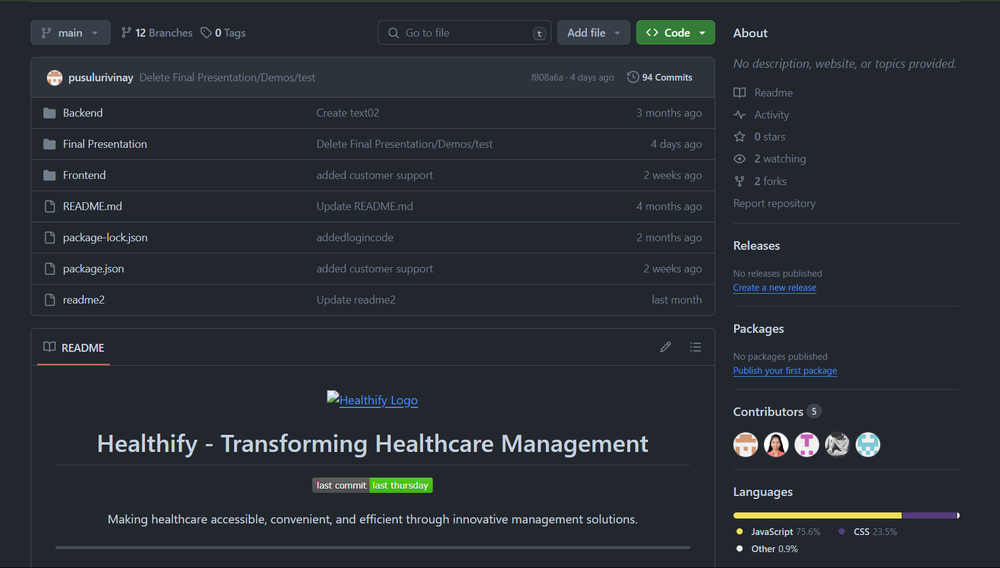 main
12 Branches
0 Tags
Go to file
t
Add file
Code
pusulurivinay Delete Final Presentation/Demos/test f808a6a · 4 days ago 94 Commits
Backend Create text02 3 months ago
Final Presentation Delete Final Presentation/Demos/test 4 days ago
Frontend added customer support 2 weeks ago
README.md Update README.md 4 months ago
package-lock.json addedlogincode 2 months ago
package.json added customer support 2 weeks ago
readme2 Update readme2 last month
README
Healthify Logo
Healthify - Transforming Healthcare Management
last commit last thursday
Making healthcare accessible, convenient, and efficient through innovative management solutions.
About
No description, website, or topics provided.
Readme
Activity
0 stars
2 watching
2 forks
Report repository
Releases
No releases published
Create a new release
Packages
No packages published
Publish your first package
Contributors 5
Languages
JavaScript 75.6% CSS 23.5%
Other 0.9%